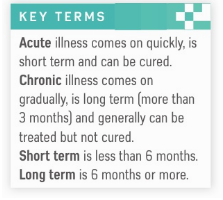 KEY TERMS
Acute illness comes on quickly, is
short term and can be cured.
Chronic illness comes on
gradually, is long term (more than
3 months) and generally can be
treated but not cured.
Short term is less than 6 months.
Long term is 6 months or more.